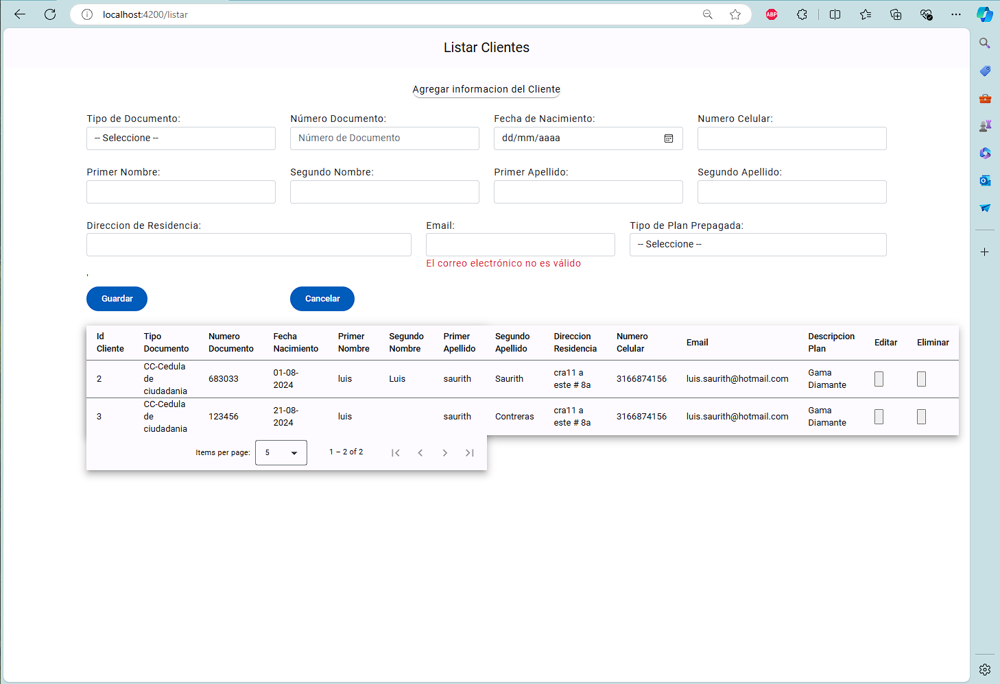 localhost:4200/listar
ABP
Listar Clientes
Agregar informacion del Cliente
Tipo de Documento: Número Documento: Fecha de Nacimiento: Numero Celular:
-- Seleccione -- Número de Documento dd/mm/aaaa
Primer Nombre: Segundo Nombre: Primer Apellido: Segundo Apellido:
Direccion de Residencia: Email: Tipo de Plan Prepagada:
-- Seleccione --
El correo electrónico no es válido
'
Guardar Cancelar
Id Tipo Numero Fecha Primer Segundo Primer Segundo Direccion Numero Email Descripcion Editar Eliminar
Cliente Documento Documento Nacimiento Nombre Nombre Apellido Apellido Residencia Celular Plan
CC-Cedula
2 de 683033 01-08- luis Luis saurith Saurith cra11 a 3166874156 luis.saurith@hotmail.com Gama
ciudadania 2024 este # 8a Diamante
CC-Cedula
3 de 123456 21-08- luis saurith Contreras cra11 a 3166874156 luis.saurith@hotmail.com Gama
ciudadania 2024 este # 8a Diamante
Items per page: 5 1 – 2 of 2